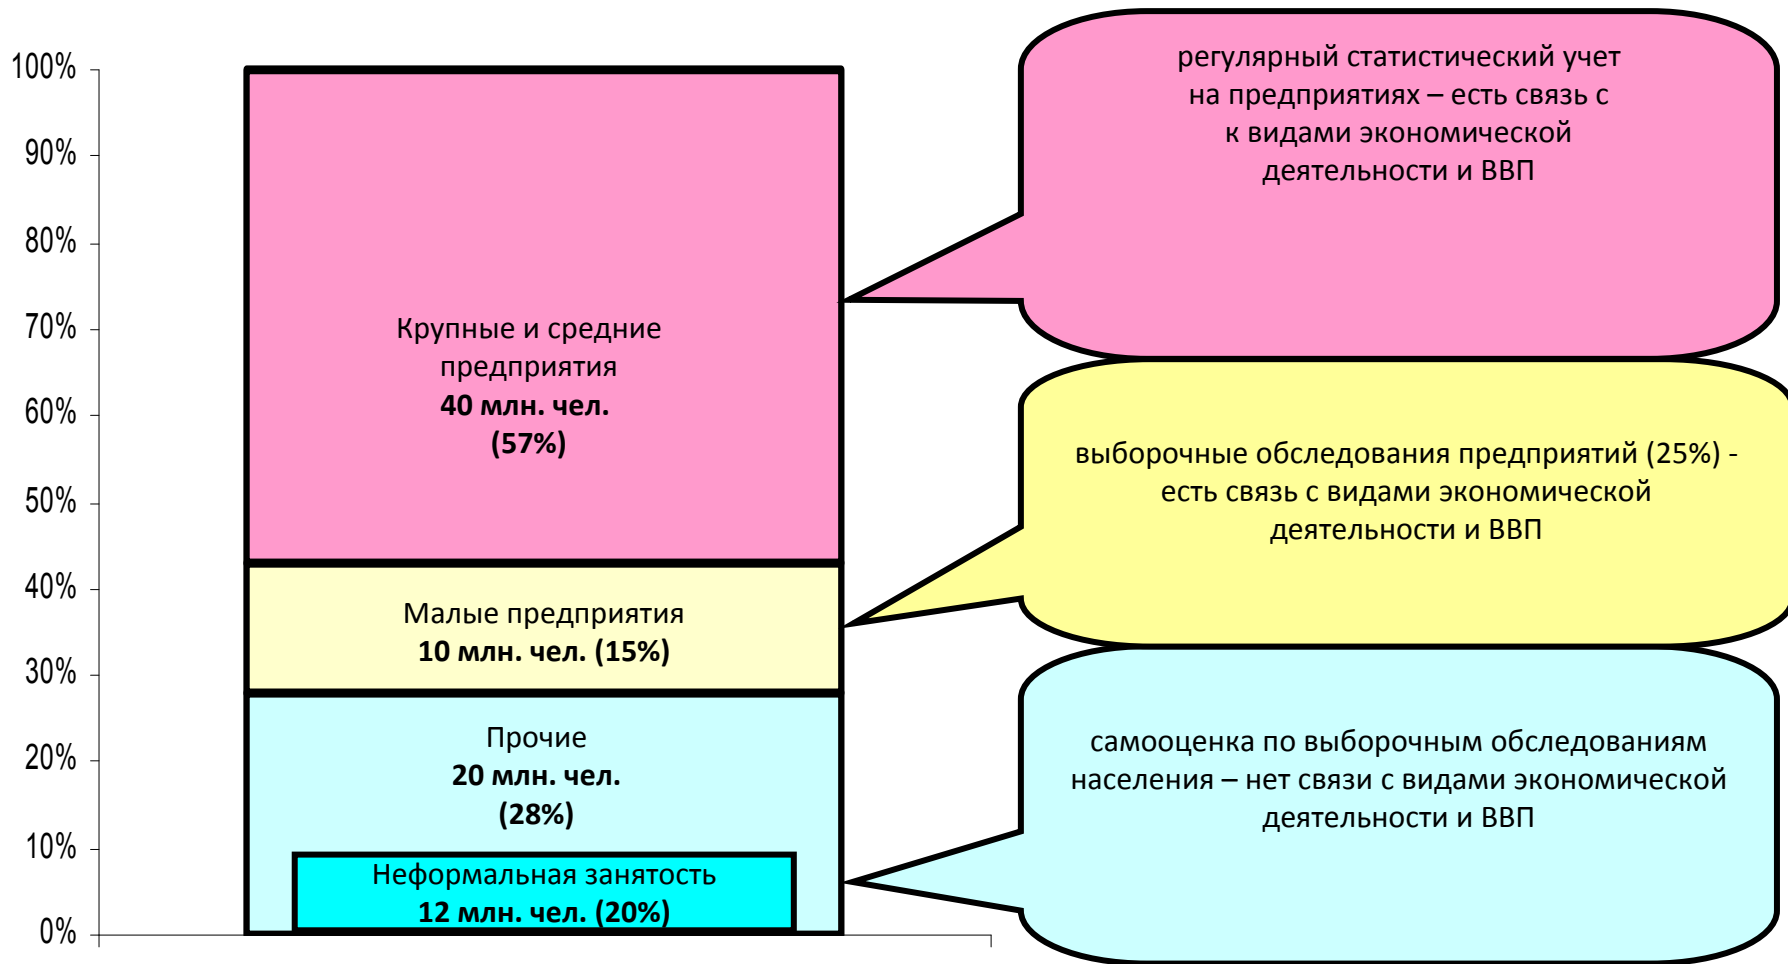 100%
90%
80%
70%
60%
50%
40%
30%
20%
10%
0%
Крупные и средние
предприятия
40 млн. чел.
(57%)
Малые предприятия
10 млн. чел. (15%)
Прочие
20 млн. чел.
(28%)
Неформальная занятость
12 млн. чел. (20%)
регулярный статистический учет
на предприятиях – есть связь с
к видами экономической
деятельности и ВВП
выборочные обследования предприятий (25%) -
есть связь с видами экономической
деятельности и ВВП
самооценка по выборочным обследованиям
населения – нет связи с видами экономической
деятельности и ВВП